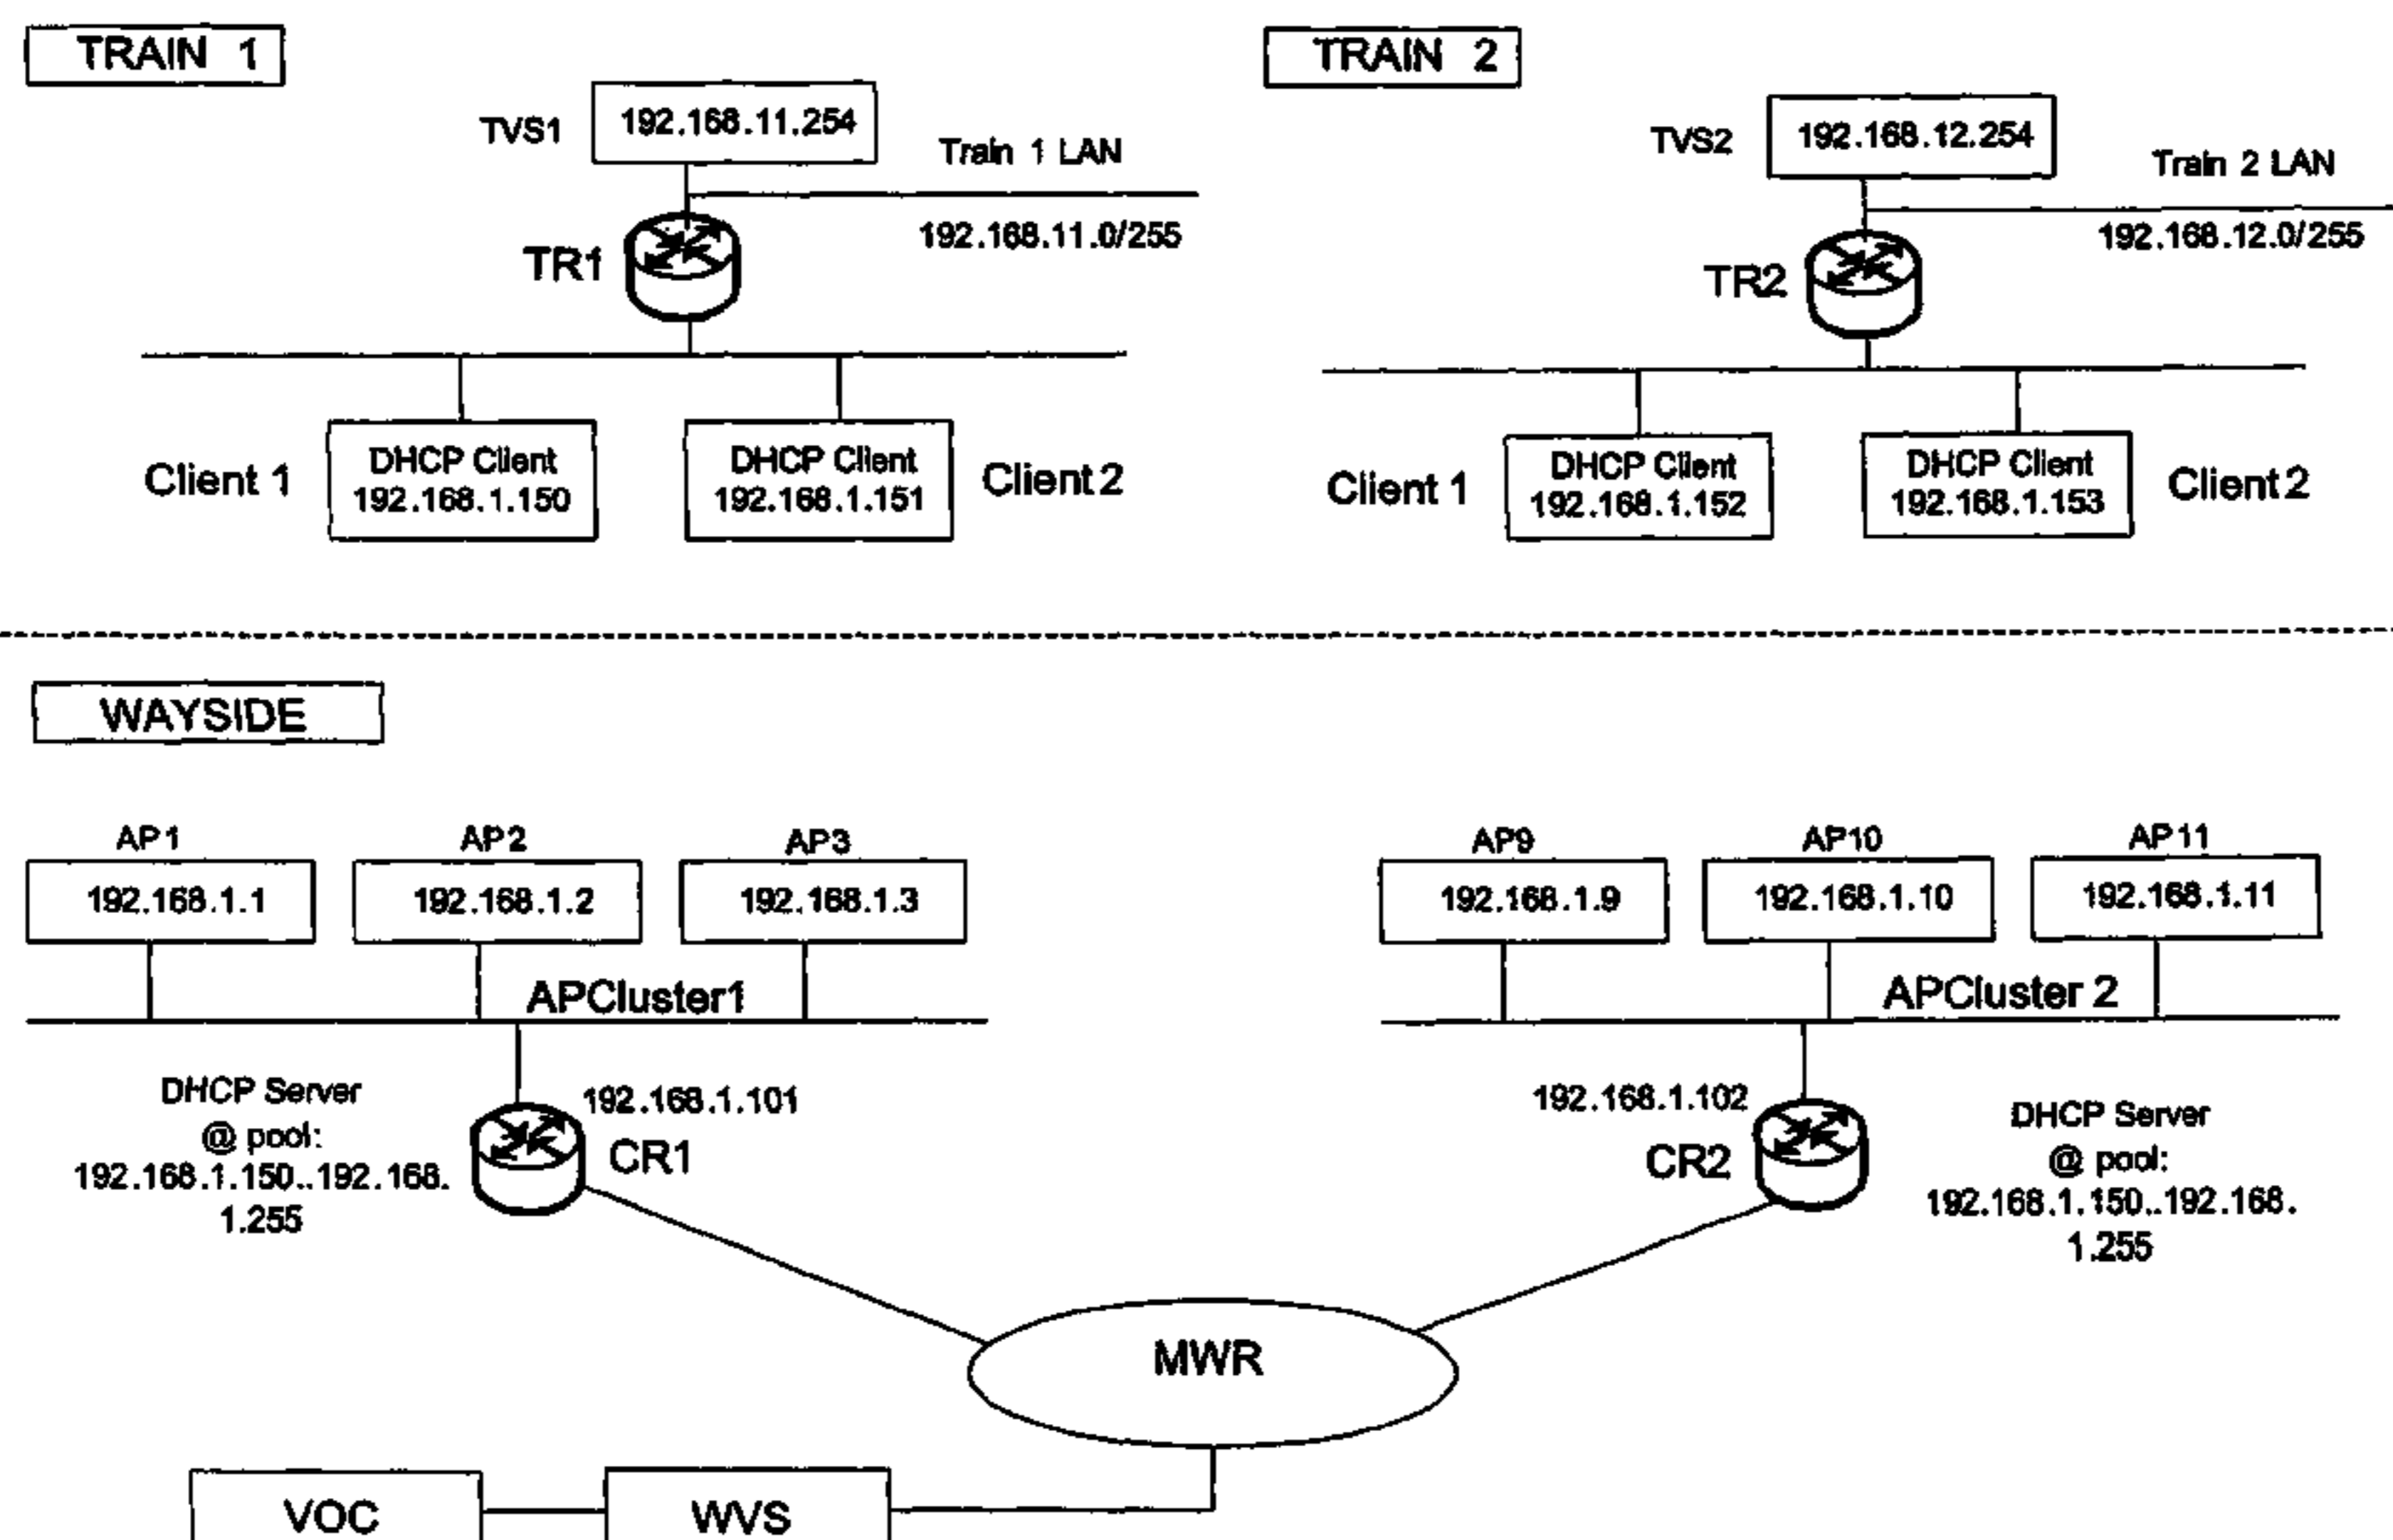 TRAIN 1
TVS1
192.168.11.254
Train 1 LAN
192.168.11.0/255
TR1
Client 1
DHCP Client
192.168.1.150
DHCP Client
192.168.1.151
Client 2
TRAIN 2
TVS2
192.168.12.254
Train 2 LAN
192.168.12.0/255
TR2
Client 1
DHCP Client
192.168.1.152
DHCP Client
192.168.1.153
Client 2
WAYSIDE
AP1
192.168.1.1
AP2
192.168.1.2
AP3
192.168.1.3
APCluster1
DHCP Server
@ pool:
192.168.1.150..192.168.
1.255
192.168.1.101
CR1
AP9
192.168.1.9
AP10
192.168.1.10
AP11
192.168.1.11
APCluster 2
192.168.1.102
CR2
DHCP Server
@ pool:
192.168.1.150..192.168.
1.255
MWR
VOC
WVS